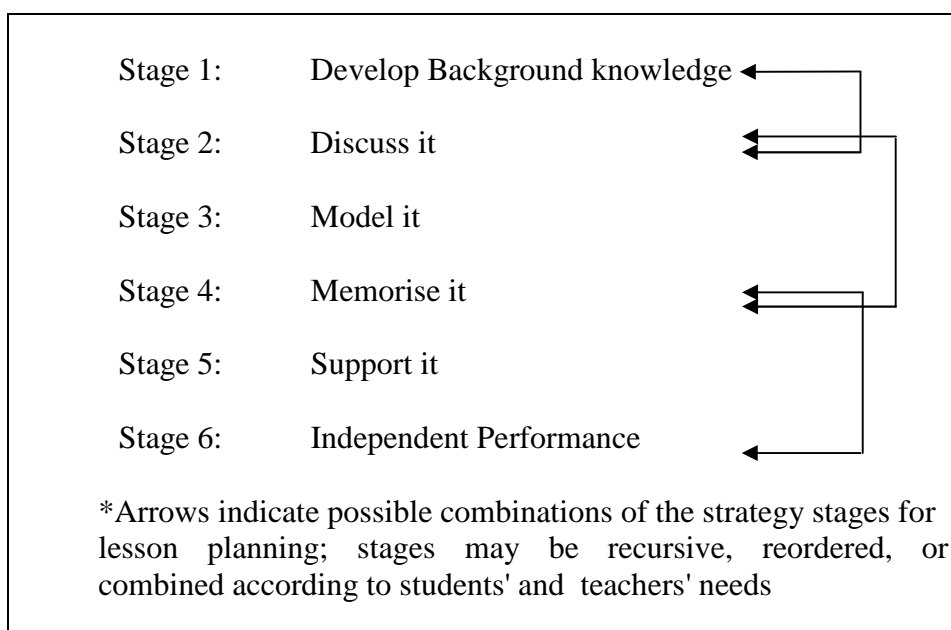 Stage 1: Develop Background knowledge
Stage 2: Discuss it
Stage 3: Model it
Stage 4: Memorise it
Stage 5: Support it
Stage 6: Independent Performance
*Arrows indicate possible combinations of the strategy stages for
lesson planning; stages may be recursive, reordered, or
combined according to students' and teachers' needs